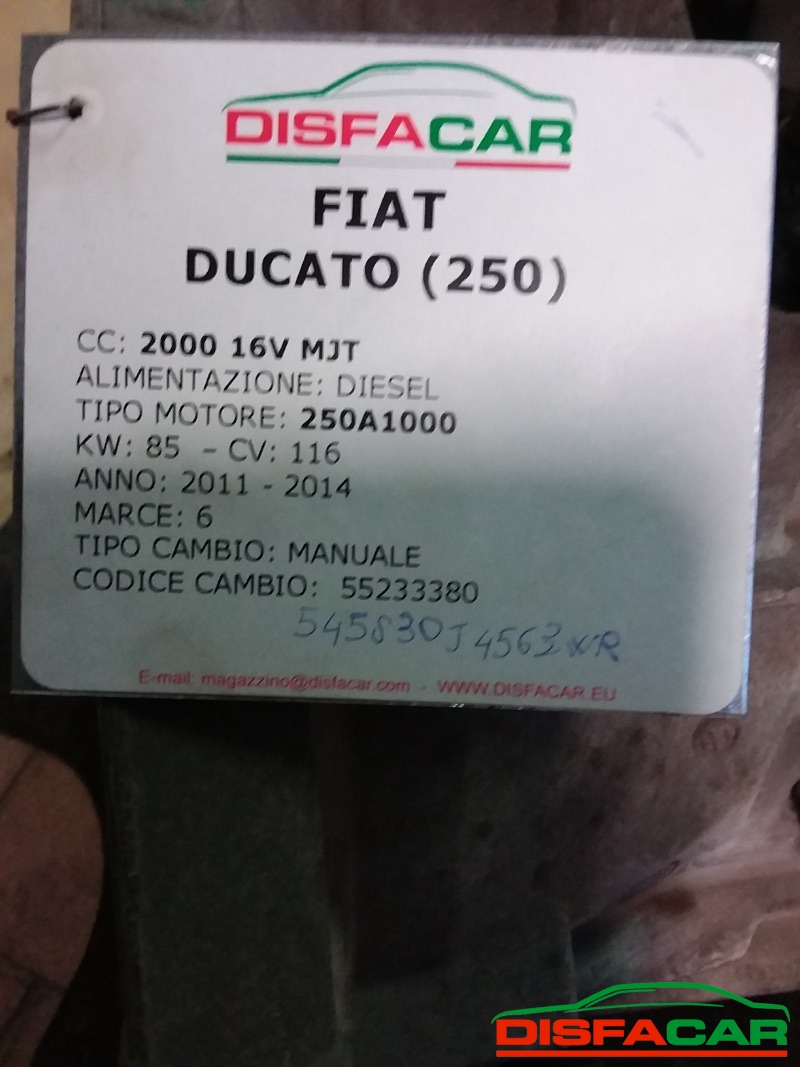 DISFACAR
FIAT
DUCATO (250)
CC: 2000 16V MJT
ALIMENTAZIONE: DIESEL
TIPO MOTORE: 250A1000
KW: 85 - CV: 116
ANNO: 2011 - 2014
MARCE: 6
TIPO CAMBIO: MANUALE
CODICE CAMBIO: 55233380
545830J4563WR
E-mail: magazzino@disfacar.com - WWW.DISFACAR.EU
DISFACAR